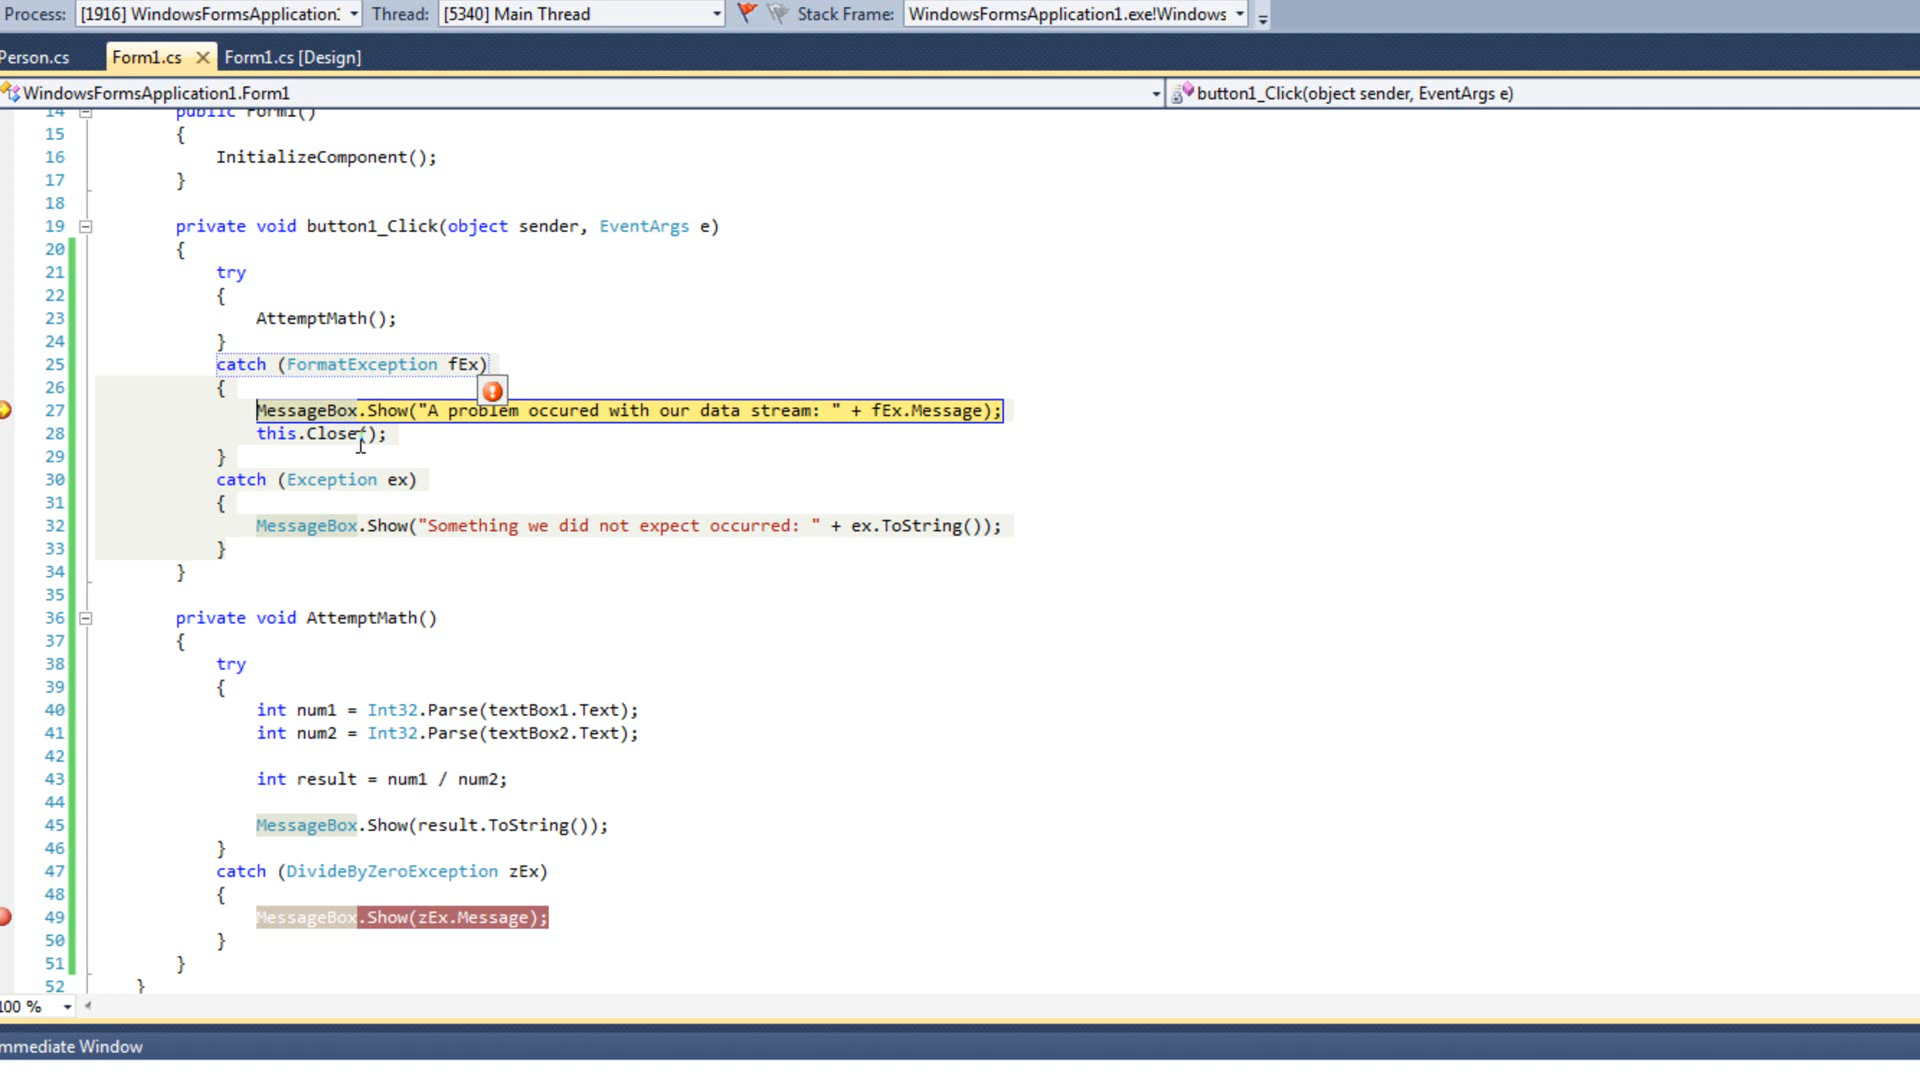 Process: [1916] WindowsFormsApplication: Thread: [5340] Main Thread Stack Frame: WindowsFormsApplication1.exe!Windows
Person.cs Form1.cs Form1.cs [Design]
WindowsFormsApplication1.Form1 button1_Click(object sender, EventArgs e)
14 public Form1()
15 {
16 InitializeComponent();
17 }
18
19 private void button1_Click(object sender, EventArgs e)
20 {
21 try
22 {
23 AttemptMath();
24 }
25 catch (FormatException fEx)
26 {
27 MessageBox.Show("A problem occured with our data stream: " + fEx.Message);
28 this.Close();
29 }
30 catch (Exception ex)
31 {
32 MessageBox.Show("Something we did not expect occurred: " + ex.ToString());
33 }
34 }
35
36 private void AttemptMath()
37 {
38 try
39 {
40 int num1 = Int32.Parse(textBox1.Text);
41 int num2 = Int32.Parse(textBox2.Text);
42
43 int result = num1 / num2;
44
45 MessageBox.Show(result.ToString());
46 }
47 catch (DivideByZeroException zEx)
48 {
49 MessageBox.Show(zEx.Message);
50 }
51 }
52 }
100 %
mmediate Window